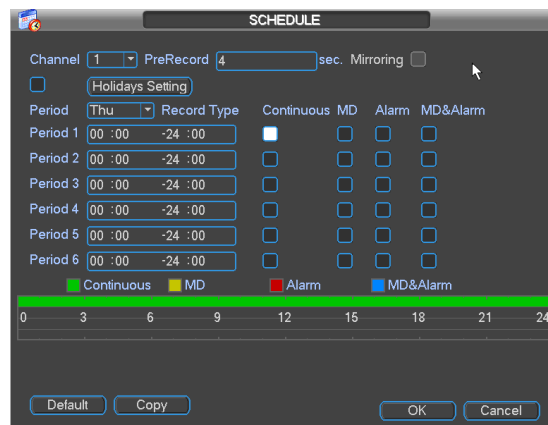 SCHEDULE
Channel 1 PreRecord 4 sec. Mirroring
Holidays Setting
Period Thu Record Type Continuous MD Alarm MD&Alarm
Period 1 00 :00 -24 :00
Period 2 00 :00 -24 :00
Period 3 00 :00 -24 :00
Period 4 00 :00 -24 :00
Period 5 00 :00 -24 :00
Period 6 00 :00 -24 :00
Continuous MD Alarm MD&Alarm
0 3 6 9 12 15 18 21 24
Default Copy OK Cancel